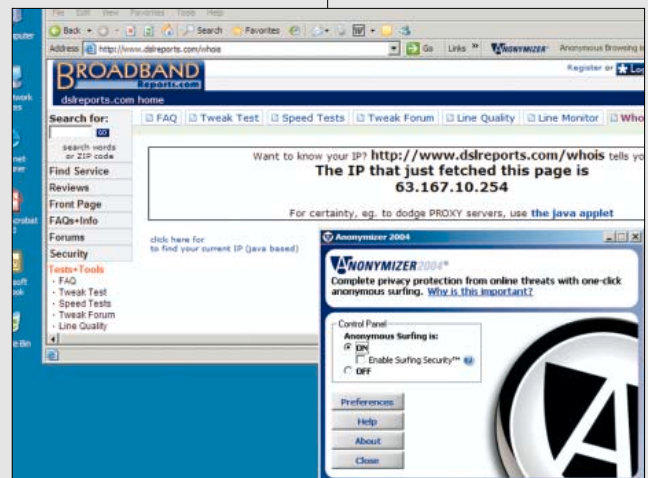 File Edit View Favorites Tools Help
Back Search Favorites
Address http://www.dslreports.com/whois Go Links » ANONYMIZER Anonymous Browsing is
BROADBAND
Reports.com
Register or Log
dslreports.com home
Search for:
GO
search words
or ZIP code
FAQ Tweak Test Speed Tests Tweak Forum Line Quality Line Monitor Who
Find Service
Reviews
Front Page
FAQs+Info
Forums
Security
Tests+Tools
- FAQ
- Tweak Test
- Speed Tests
- Tweak Forum
- Line Quality
Want to know your IP? http://www.dslreports.com/whois tells yo
The IP that just fetched this page is
63.167.10.254
For certainty, eg. to dodge PROXY servers, use the java applet
click here for
to find your current IP (java based)
Anonymizer 2004
ANONYMIZER 2004®
Complete privacy protection from online threats with one-click
anonymous surfing. Why is this important?
Control Panel
Anonymous Surfing is:
ON
Enable Surfing Security™
OFF
Preferences
Help
About
Close